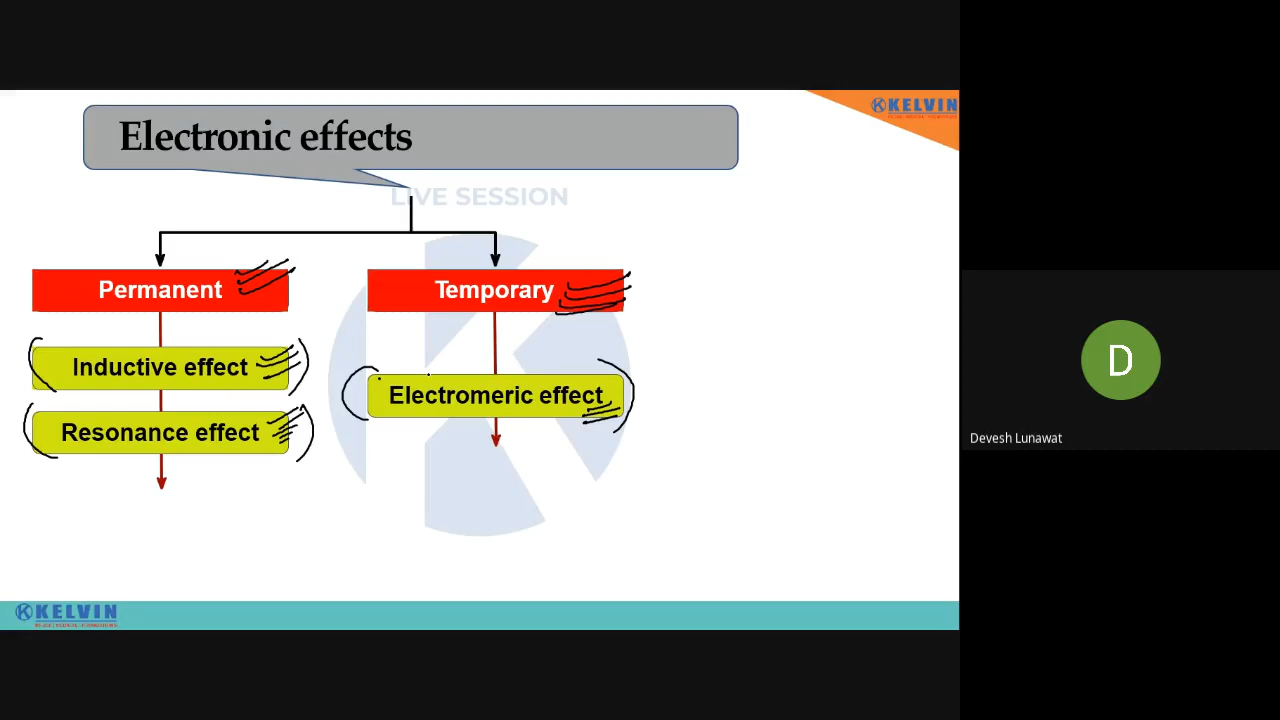 Electronic effects
KELVIN
LIVE SESSION
Permanent
Temporary
Inductive effect
Electromeric effect
Resonance effect
D
Devesh Lunawat
KELVIN